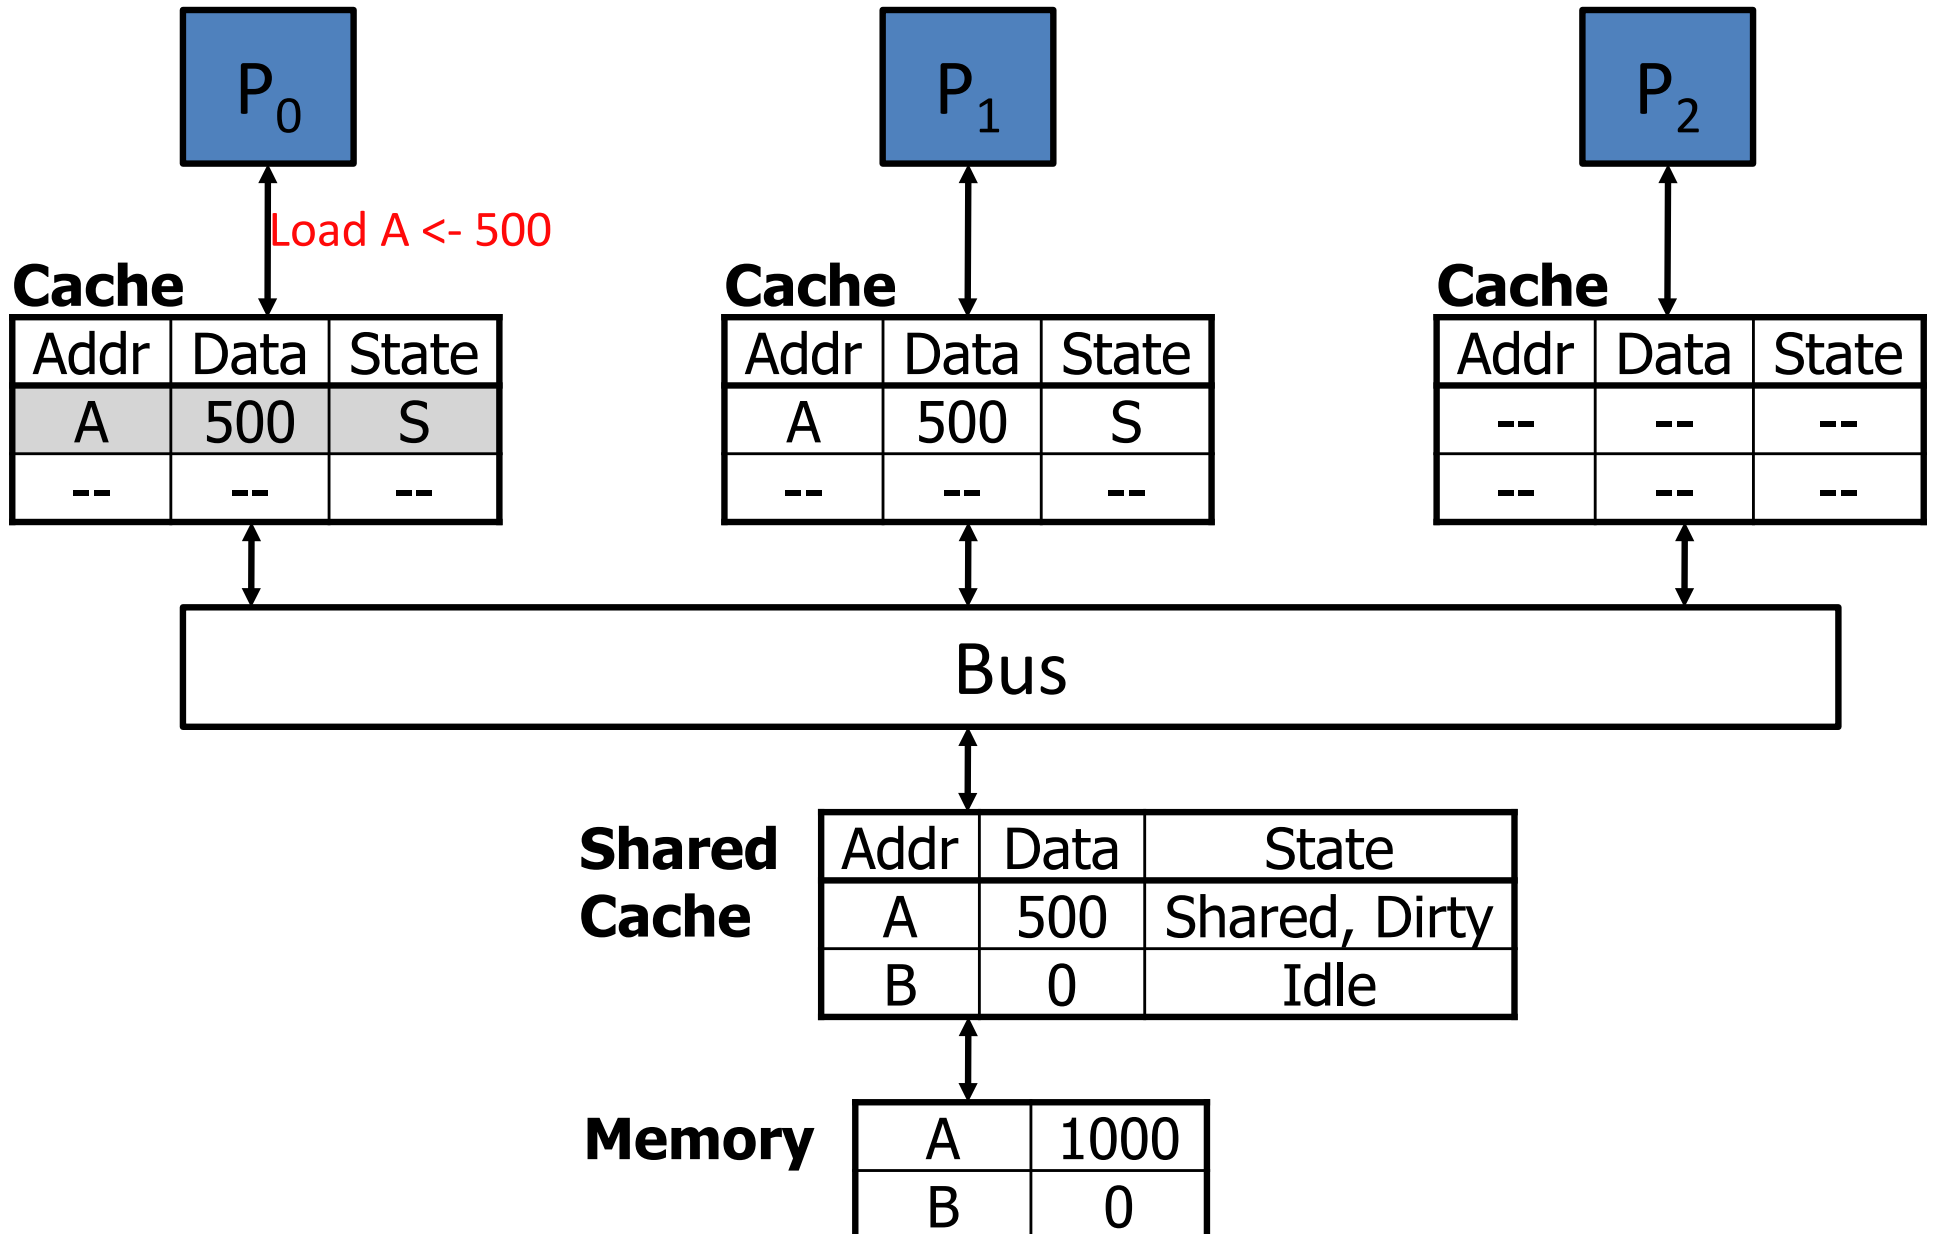 P0 P1 P2
Load A <- 500
Cache Cache Cache
Addr Data State Addr Data State Addr Data State
A 500 S A 500 S -- -- --
-- -- -- -- -- -- -- -- --
Bus
Shared Addr Data State
Cache A 500 Shared, Dirty
B 0 Idle
Memory A 1000
B 0